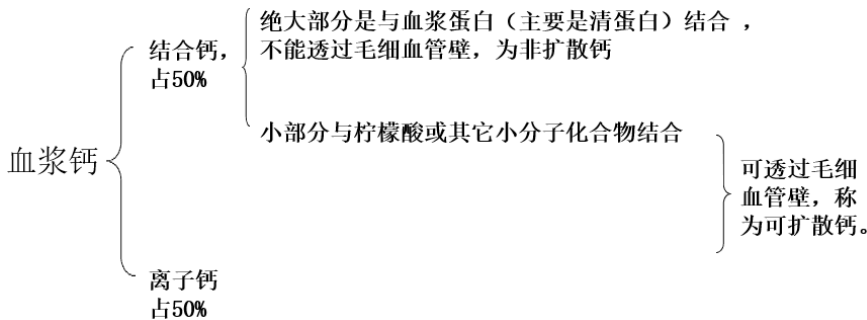 绝大部分是与血浆蛋白（主要是清蛋白）结合 ，
不能透过毛细血管壁，为非扩散钙
结合钙，
占50%
小部分与柠檬酸或其它小分子化合物结合
血浆钙
可透过毛细
血管壁，称
为可扩散钙。
离子钙
占50%